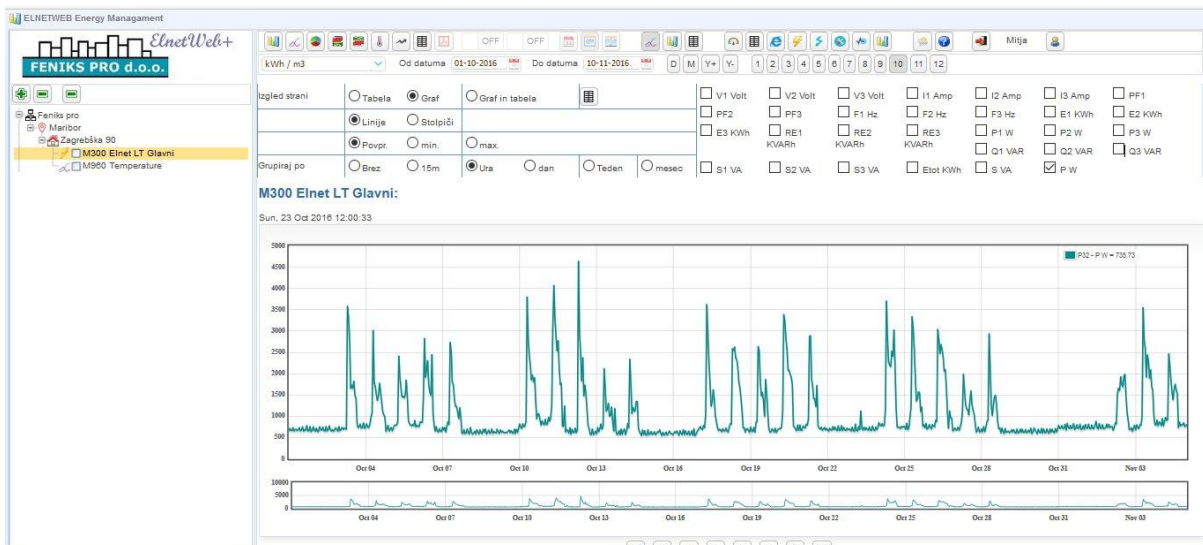 ELNETWEB Energy Managament
ElnetWeb+
FENIKS PRO d.o.o.
OFF OFF Mitja
kWh / m3 Od datuma 01-10-2016 Do datuma 10-11-2016 D M Y+ Y- 1 2 3 4 5 6 7 8 9 10 11 12
Izgled strani Tabela Graf Graf in tabela
Linije Stolpiči
Povpr. min. max.
Grupiraj po Brez 15m Ura dan Teden mesec
V1 Volt V2 Volt V3 Volt I1 Amp I2 Amp I3 Amp PF1
PF2 PF3 F1 Hz F2 Hz F3 Hz E1 KWh E2 KWh
E3 KWh RE1 KVARh RE2 KVARh RE3 KVARh P1 W P2 W P3 W
Q1 VAR Q2 VAR Q3 VAR
S1 VA S2 VA S3 VA Etot KWh S VA P W
Feniks pro
Maribor
Zagrebška 90
M300 Elnet LT Glavni
M960 Temperature
M300 Elnet LT Glavni:
Sun, 23 Oct 2016 12:00:33
P32 - P W = 735.73
5000
4500
4000
3500
3000
2500
2000
1500
1000
500
0
Oct 04 Oct 07 Oct 10 Oct 13 Oct 16 Oct 19 Oct 22 Oct 25 Oct 28 Oct 31 Nov 03
10000
5000
0
Oct 04 Oct 07 Oct 10 Oct 13 Oct 16 Oct 19 Oct 22 Oct 25 Oct 28 Oct 31 Nov 03